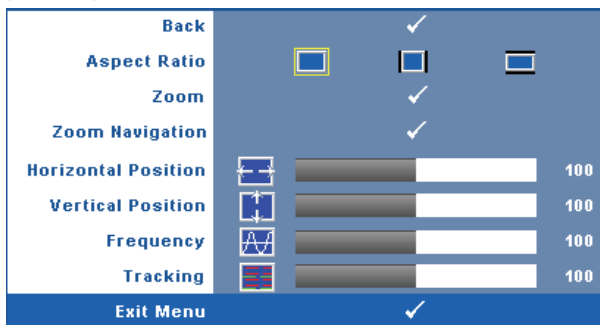 Back
Aspect Ratio
Zoom
Zoom Navigation
Horizontal Position 100
Vertical Position 100
Frequency 100
Tracking 100
Exit Menu